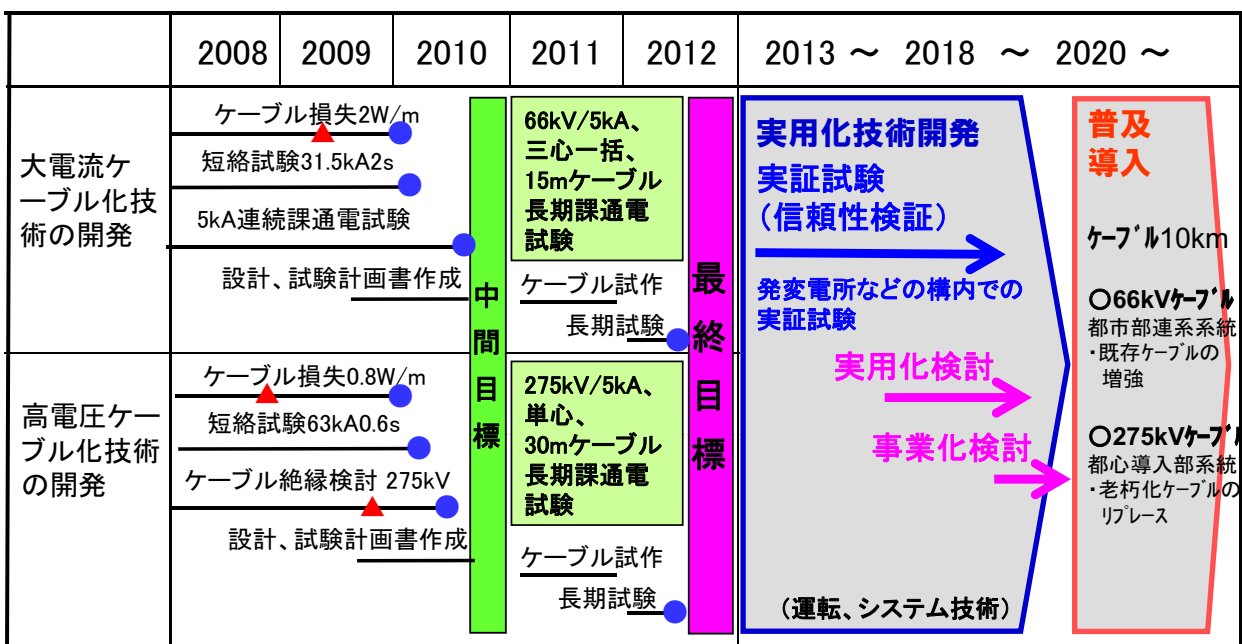 2008 2009 2010 2011 2012 2013 ～ 2018 ～ 2020 ～
大電流ケ
ーブル化技
術の開発
ケーブル損失2W/m
短絡試験31.5kA2s
5kA連続課通電試験
設計、試験計画書作成
中
間
目
標
66kV/5kA、
三心一括、
15mケーブル
長期課通電
試験
ケーブル試作
長期試験
最
終
目
標
高電圧ケー
ブル化技術
の開発
ケーブル損失0.8W/m
短絡試験63kA0.6s
ケーブル絶縁検討 275kV
設計、試験計画書作成
275kV/5kA、
単心、
30mケーブル
長期課通電
試験
ケーブル試作
長期試験
実用化技術開発
実証試験
（信頼性検証）
発変電所などの構内での
実証試験
実用化検討
事業化検討
（運転、システム技術）
普及
導入
ｹｰﾌﾞﾙ10km
○66kVｹｰﾌﾞﾙ
都市部連系系統
・既存ケーブルの
増強
○275kVｹｰﾌﾞﾙ
都心導入部系統
・老朽化ケーブルの
リプレース